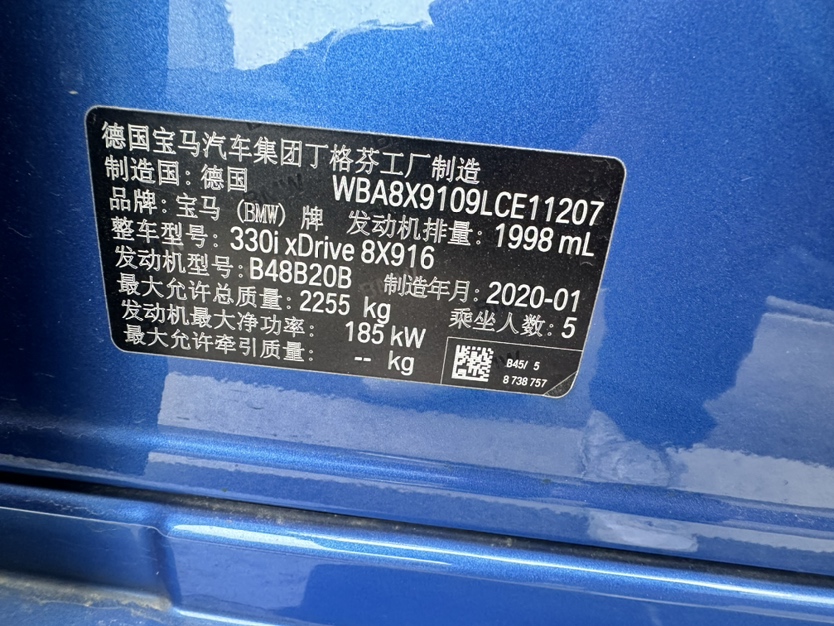 德国宝马汽车集团丁格芬工厂制造
制造国：德国 WBA8X9109LCE11207
品牌：宝马 (BMW) 牌 发动机排量：1998 mL
整车型号：330i xDrive 8X916
发动机型号：B48B20B 制造年月：2020-01
最大允许总质量：2255 kg 乘坐人数：5
发动机最大净功率： 185 kW
最大允许牵引质量： -- kg
B45/ 5
8 738 757